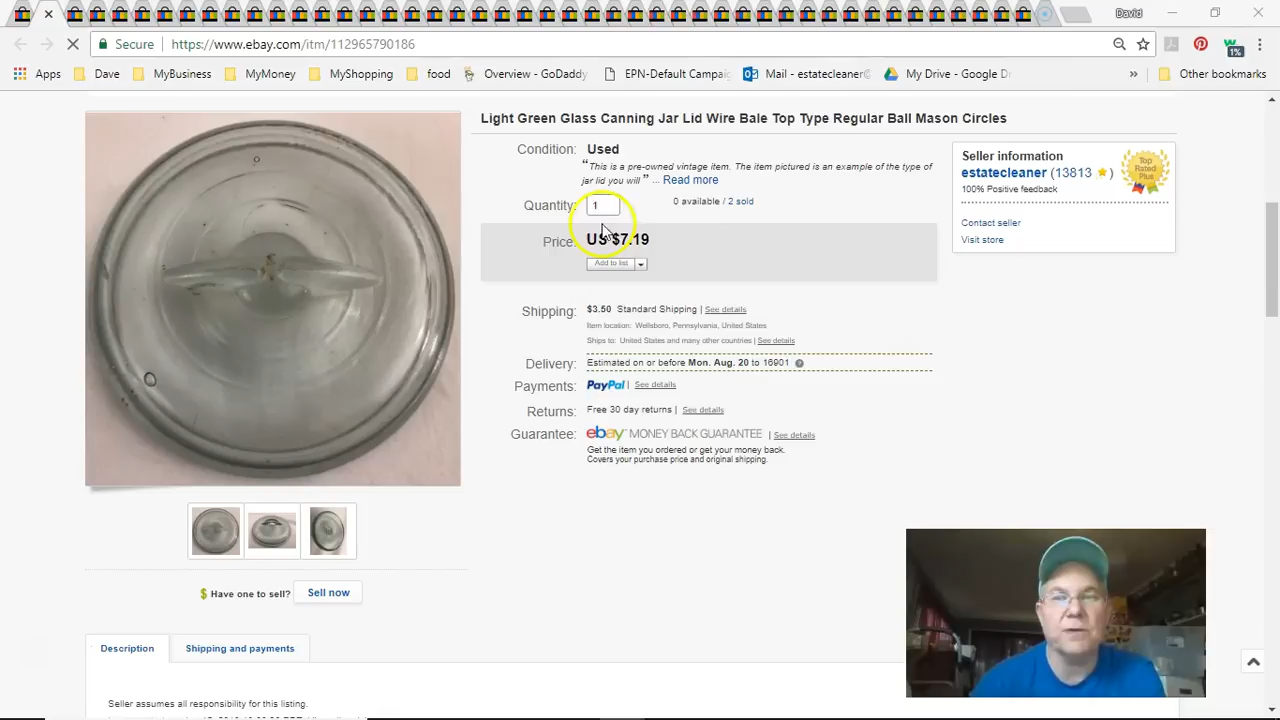 David
Secure
https://www.ebay.com/itm/112965790186
1%
Apps Dave MyBusiness MyMoney MyShopping food Overview - GoDaddy EPN-Default Campai Mail - estatecleaner@ My Drive - Google Dr » Other bookmarks
Light Green Glass Canning Jar Lid Wire Bale Top Type Regular Ball Mason Circles
Condition: Used
"This is a pre-owned vintage item. The item pictured is an example of the type of
jar lid you will " ... Read more
Quantity: 1 0 available / 2 sold
Price: US $7.19
Add to list
Shipping: $3.50 Standard Shipping | See details
Item location: Wellsboro, Pennsylvania, United States
Ships to: United States and many other countries | See details
Delivery: Estimated on or before Mon. Aug. 20 to 16901
Payments: PayPal | See details
Returns: Free 30 day returns | See details
Guarantee: ebay MONEY BACK GUARANTEE | See details
Get the item you ordered or get your money back.
Covers your purchase price and original shipping.
Seller information
estatecleaner (13813 )
100% Positive feedback
Contact seller
Visit store
Top
Rated
Plus
$ Have one to sell? Sell now
Description Shipping and payments
Seller assumes all responsibility for this listing.